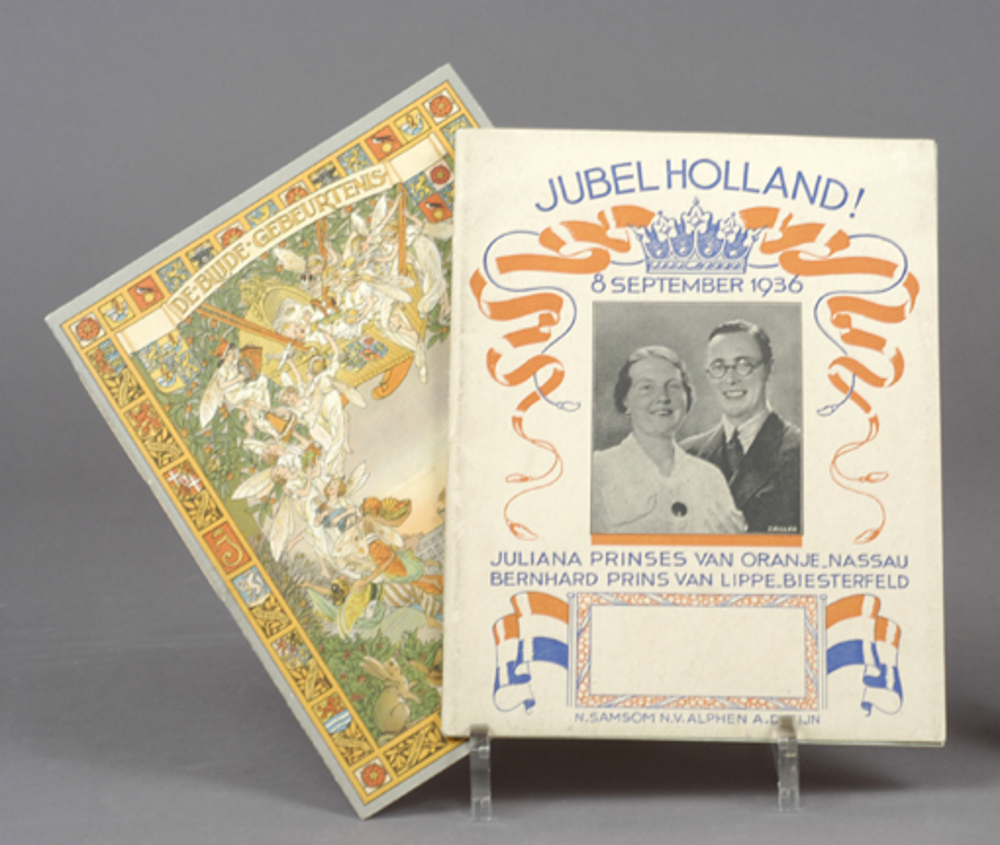 DE·BLIJDE·GEBEURTENIS
JUBEL HOLLAND!
8 SEPTEMBER 1936
ZIEGLER
JULIANA PRINSES VAN ORANJE-NASSAU
BERNHARD PRINS VAN LIPPE-BIESTERFELD
N. SAMSOM N.V. ALPHEN A.